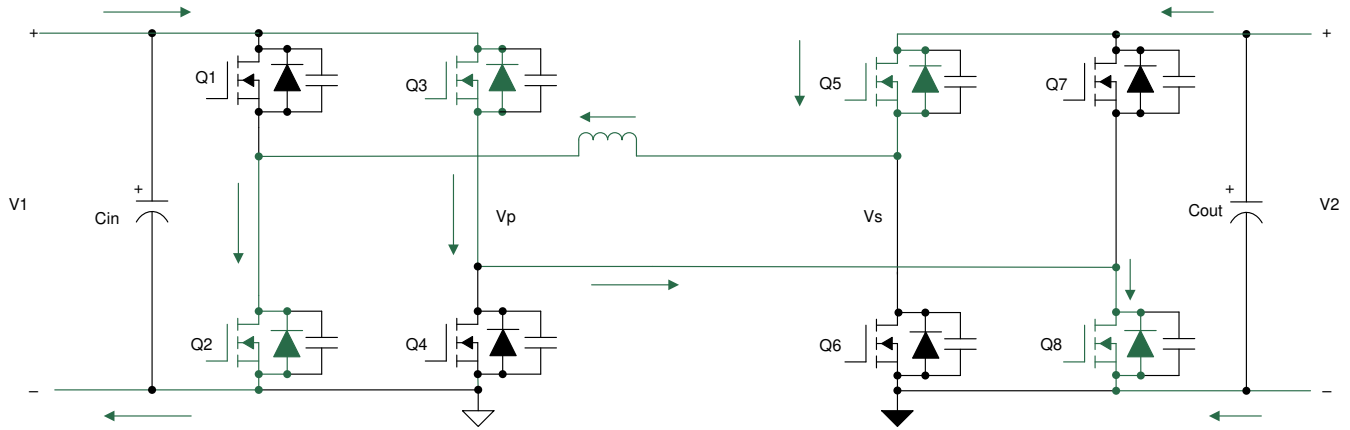 +
+
Q1
Q3
Q5
Q7
+
+
V1
Cin
Vp
Vs
Cout
V2
Q2
Q4
Q6
Q8
–
–